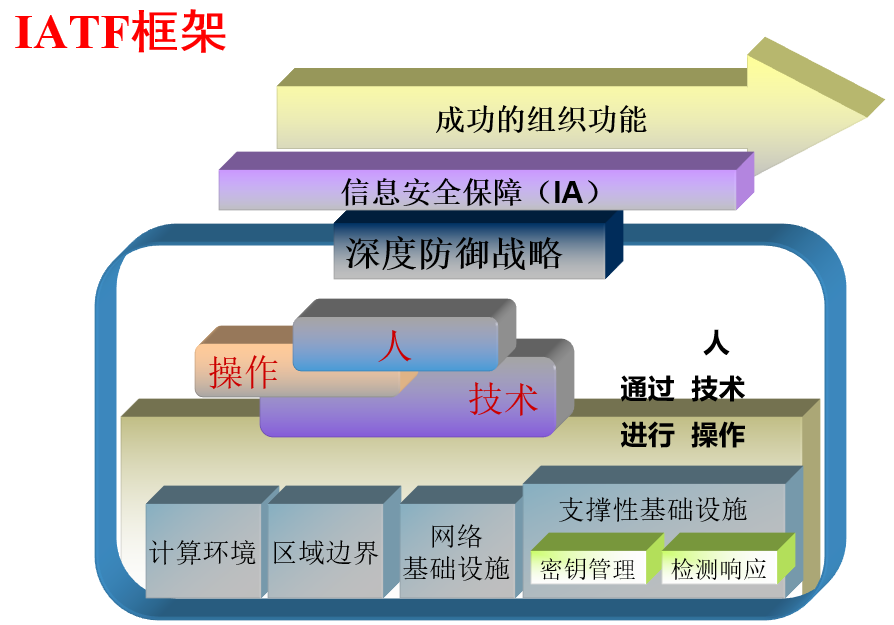 IATF框架
成功的组织功能
信息安全保障（IA）
深度防御战略
人
操作
技术
人
通过 技术
进行 操作
计算环境
区域边界
网络
基础设施
支撑性基础设施
密钥管理
检测响应